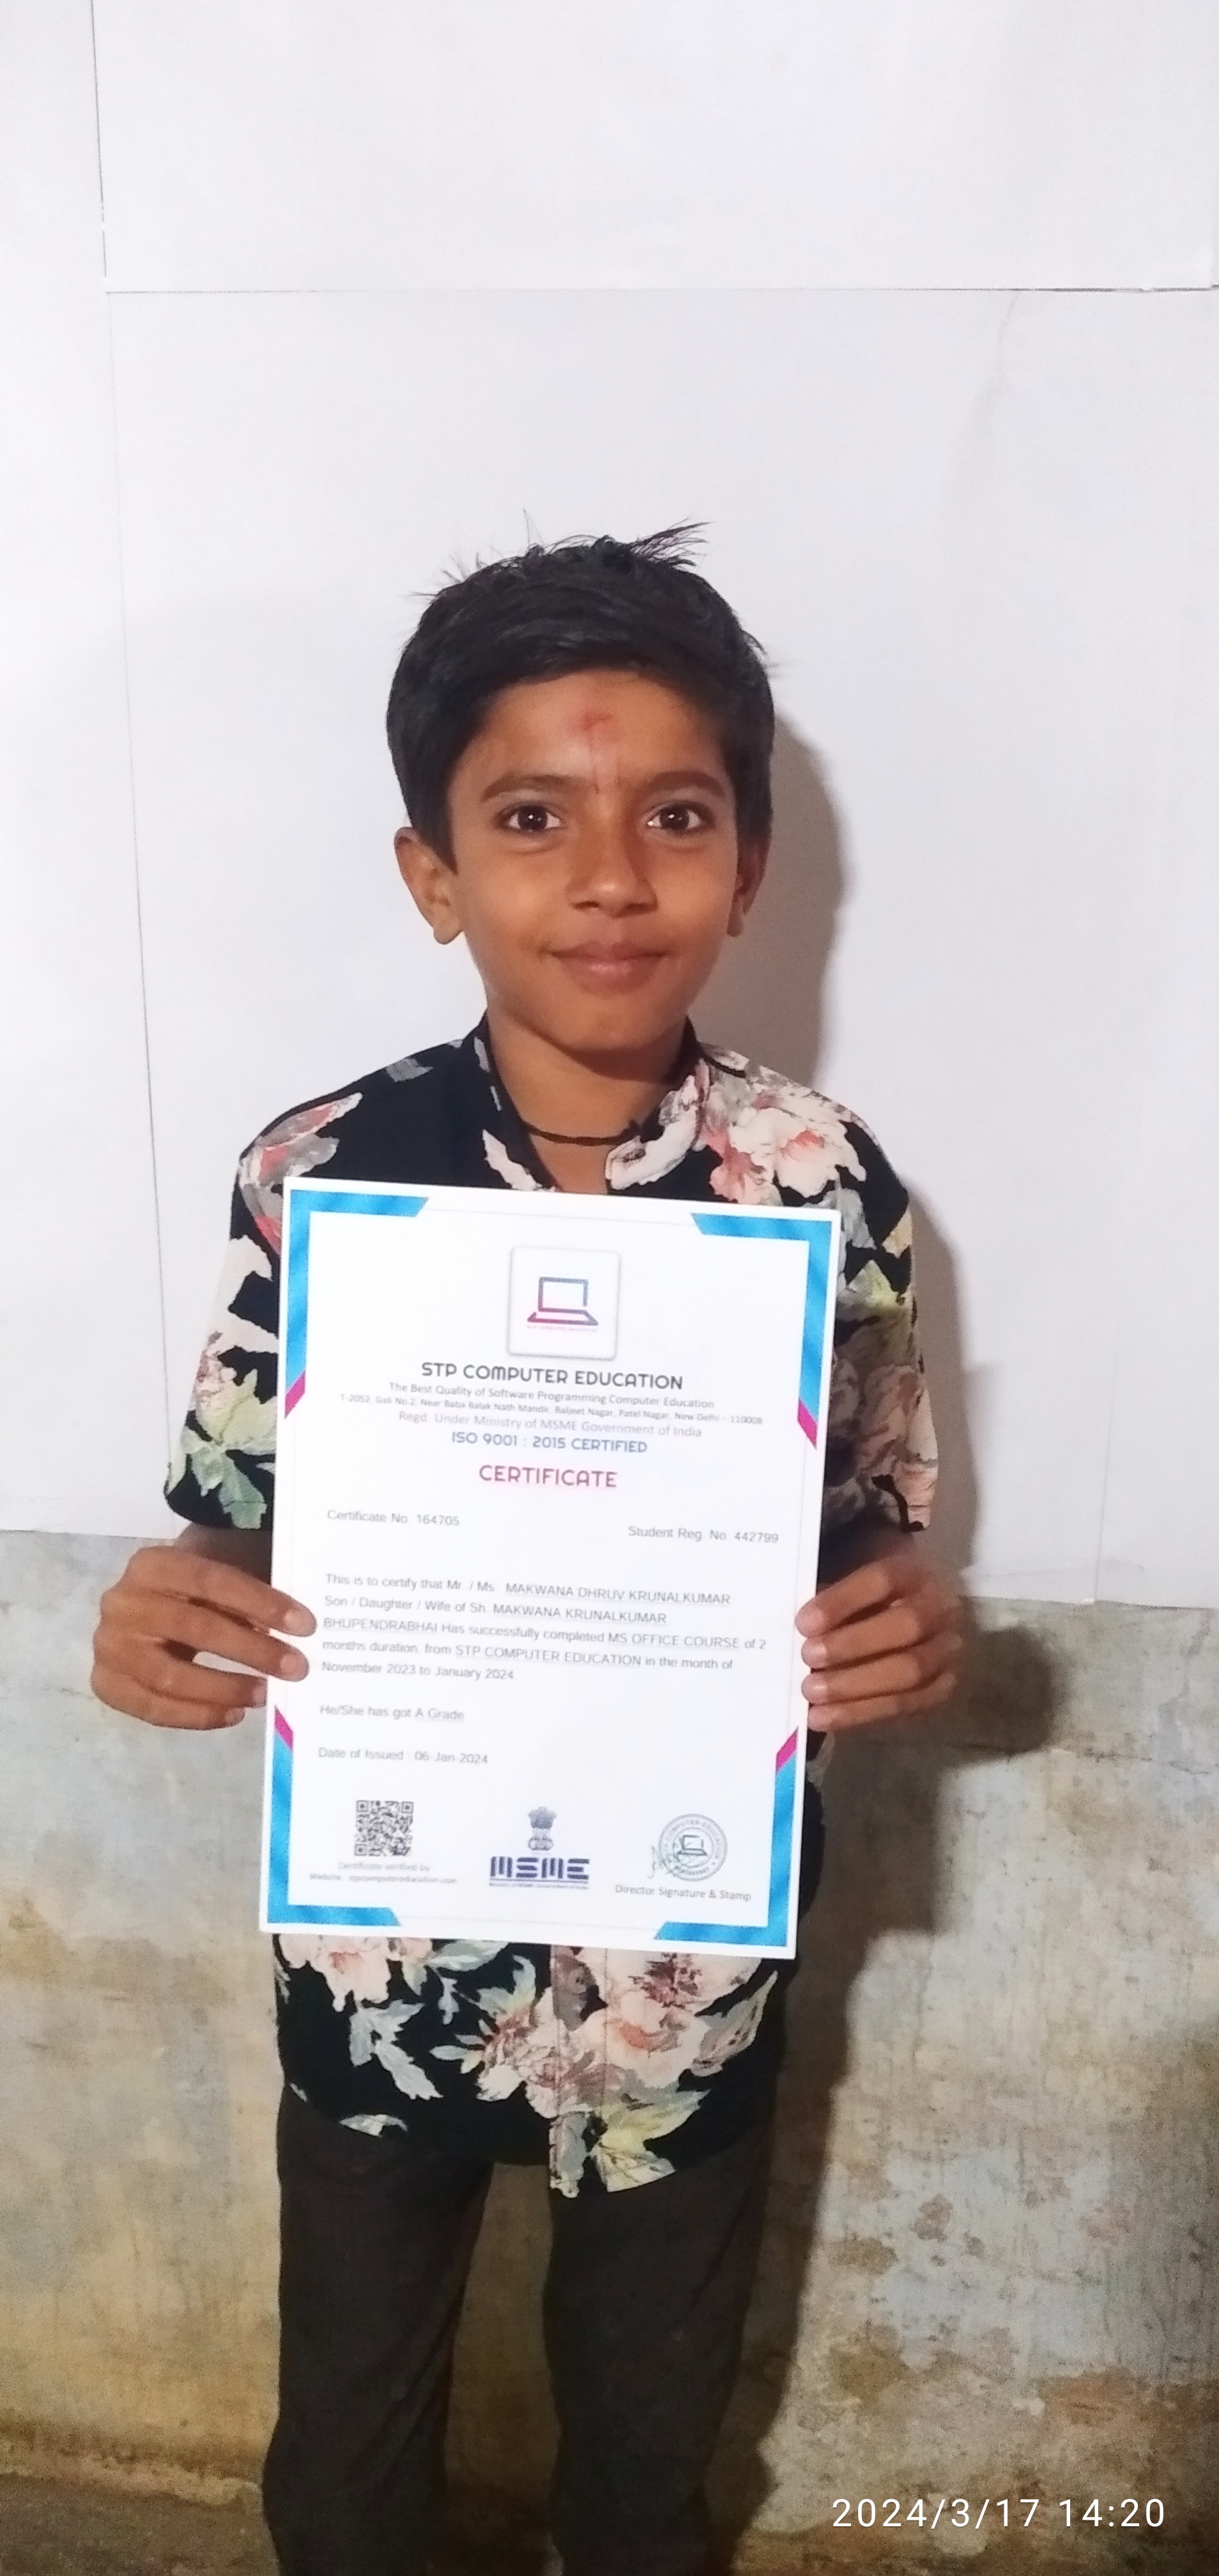 STP COMPUTER EDUCATION
The Best Quality of Software Programming Computer Education
T-2052, Gali No.2, Near Baba Balak Nath Mandir, Baljeet Nagar, Patel Nagar, New Delhi - 110008
Regd. Under Ministry of MSME Government of India
ISO 9001 : 2015 CERTIFIED
CERTIFICATE
Certificate No. 164705
Student Reg. No. 442799
This is to certify that Mr. / Ms. MAKWANA DHRUV KRUNALKUMAR
Son / Daughter / Wife of Sh. MAKWANA KRUNALKUMAR
BHUPENDRABHAI Has successfully completed MS OFFICE COURSE of 2
months duration. from STP COMPUTER EDUCATION in the month of
November 2023 to January 2024.
He/She has got A Grade.
Date of Issued : 06-Jan-2024
Certificate verified by
Website : stpcomputereducation.com
MSME
Director Signature & Stamp
2024/3/17 14:20